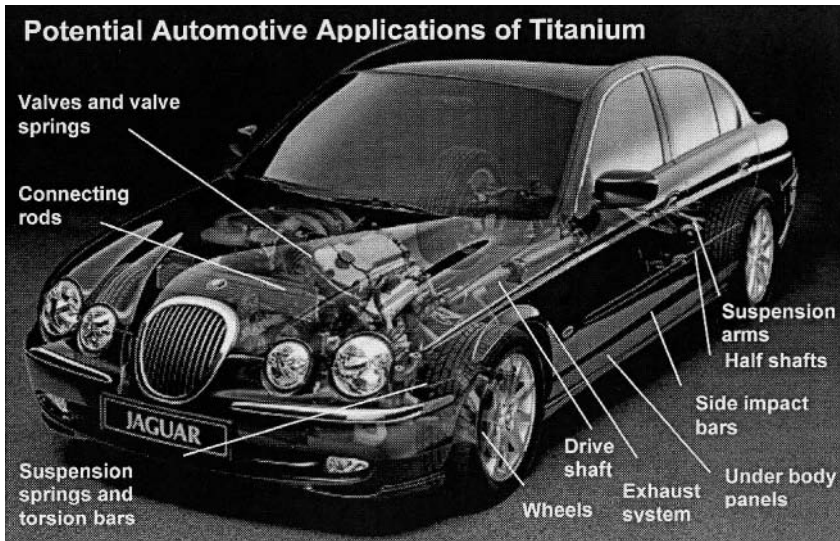 Potential Automotive Applications of Titanium
Valves and valve
springs
Connecting
rods
JAGUAR
Suspension
springs and
torsion bars
Wheels
Drive
shaft
Exhaust
system
Under body
panels
Side impact
bars
Half shafts
Suspension
arms